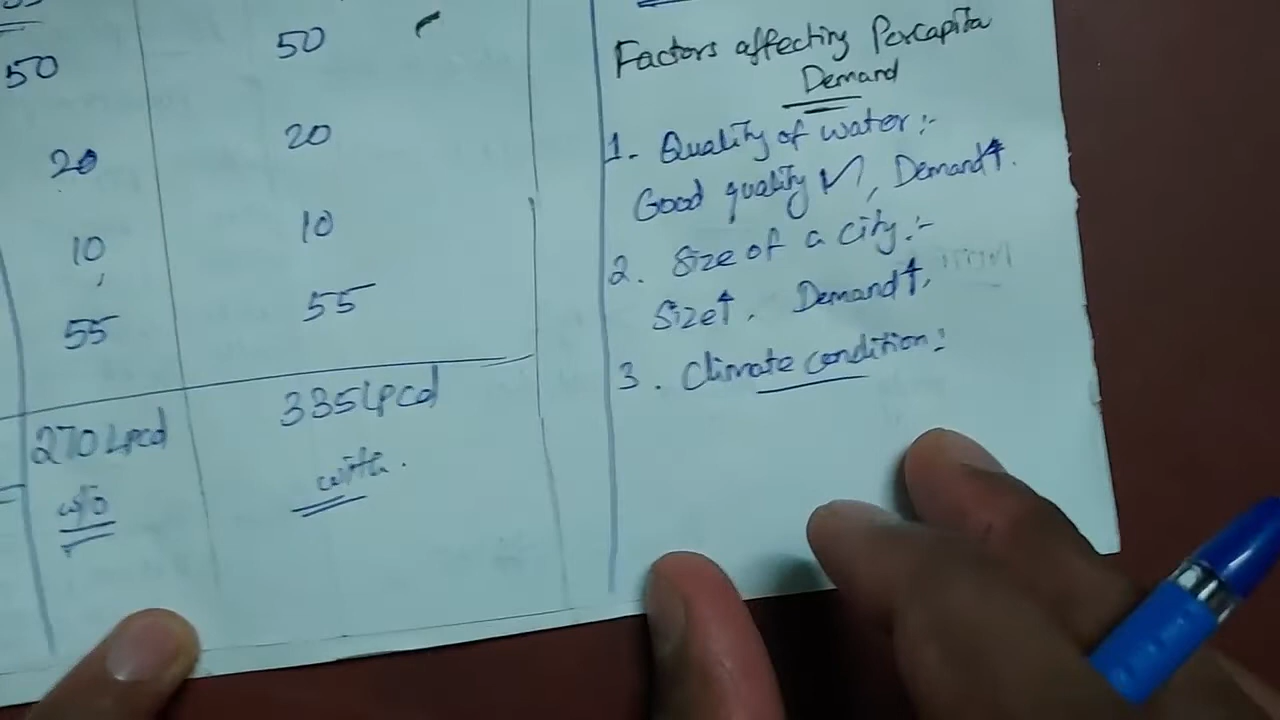 50 50
20 20
10 10
55 55
270 Lpcd 335 Lpcd
w/o with.
Factors affecting Percapita
Demand
1. Quality of water:-
Good quality, Demand↑.
2. Size of a city:-
Size↑, Demand↑,
3. Climate condition: